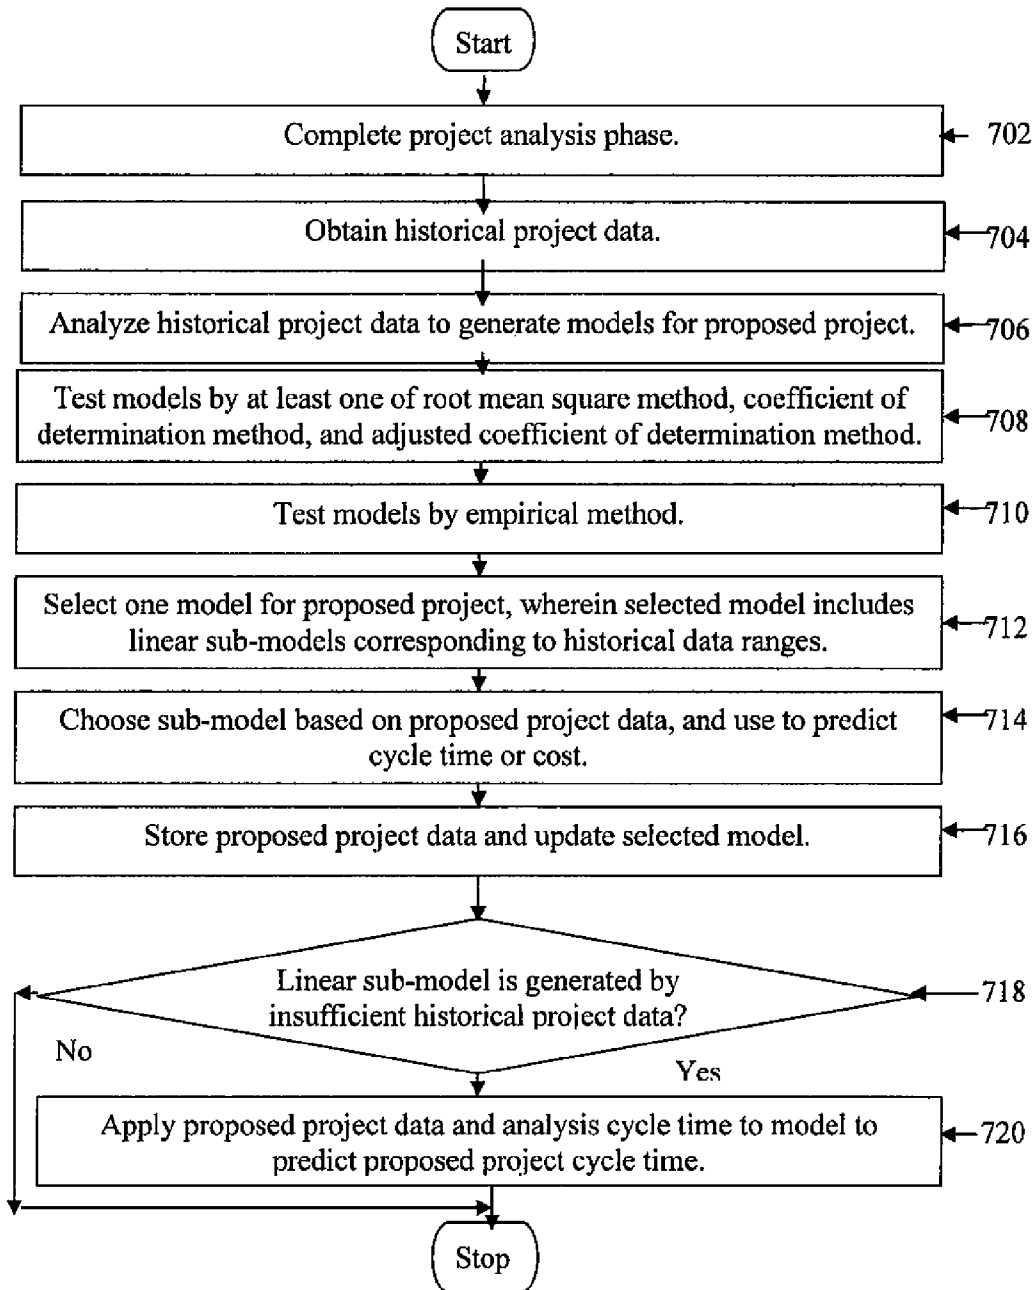 Start
Complete project analysis phase.
702
Obtain historical project data.
704
Analyze historical project data to generate models for proposed project.
706
Test models by at least one of root mean square method, coefficient of
determination method, and adjusted coefficient of determination method.
708
Test models by empirical method.
710
Select one model for proposed project, wherein selected model includes
linear sub-models corresponding to historical data ranges.
712
Choose sub-model based on proposed project data, and use to predict
cycle time or cost.
714
Store proposed project data and update selected model.
716
Linear sub-model is generated by
insufficient historical project data?
718
No
Yes
Apply proposed project data and analysis cycle time to model to
predict proposed project cycle time.
720
Stop